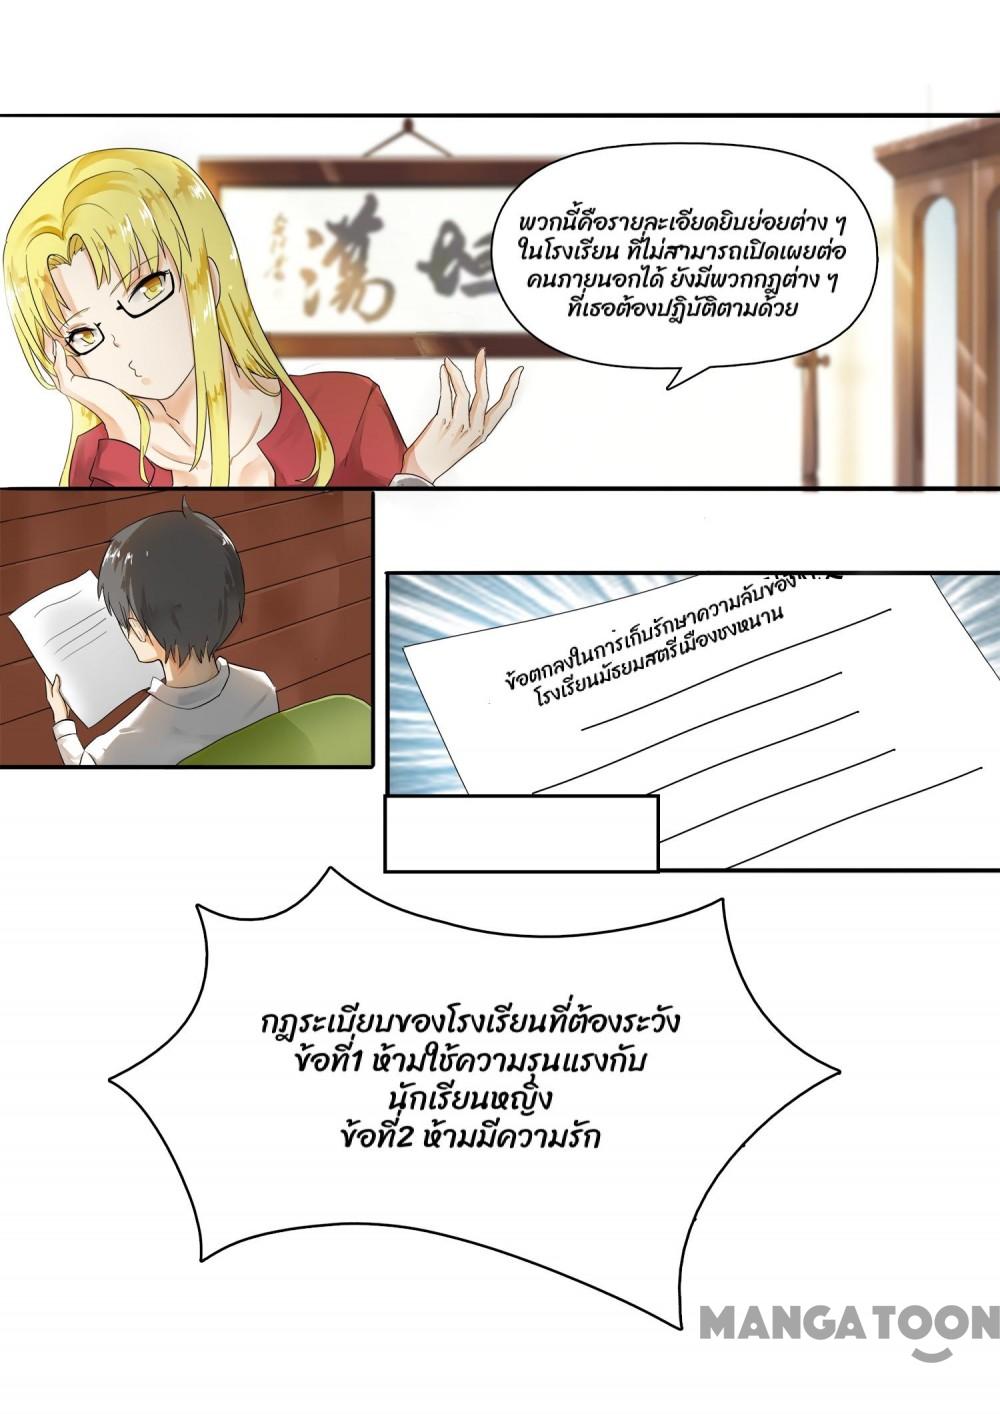 พวกนี้คือรายละเอียดยิบย่อยต่าง ๆ
ในโรงเรียน ที่ไม่สามารถเปิดเผยต่อ
คนภายนอกได้ ยังมีพวกกฎต่าง ๆ
ที่เธอต้องปฎิบัติตามด้วย
ข้อตกลงในการเก็บรักษาความลับของ
โรงเรียนมัธยมสตรีเมืองชงหนาน
กฎระเบียบของโรงเรียนที่ต้องระวัง
ข้อที่1 ห้ามใช้ความรุนแรงกับ
นักเรียนหญิง
ข้อที่2 ห้ามมีความรัก
MANGATOON